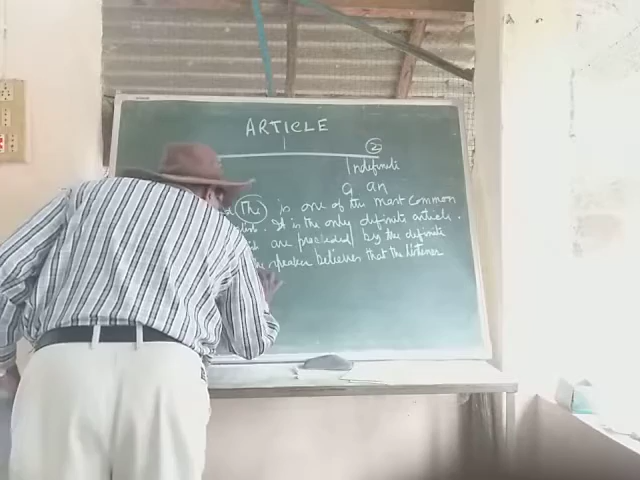 ARTICLE
2
Indefinite
a an
The is one of the most common
. It is the only definite article.
are preceded by the definite
speaker believes that the listener